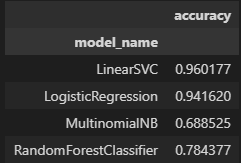 accuracy
model_name
LinearSVC 0.960177
LogisticRegression 0.941620
MultinomialNB 0.688525
RandomForestClassifier 0.784377